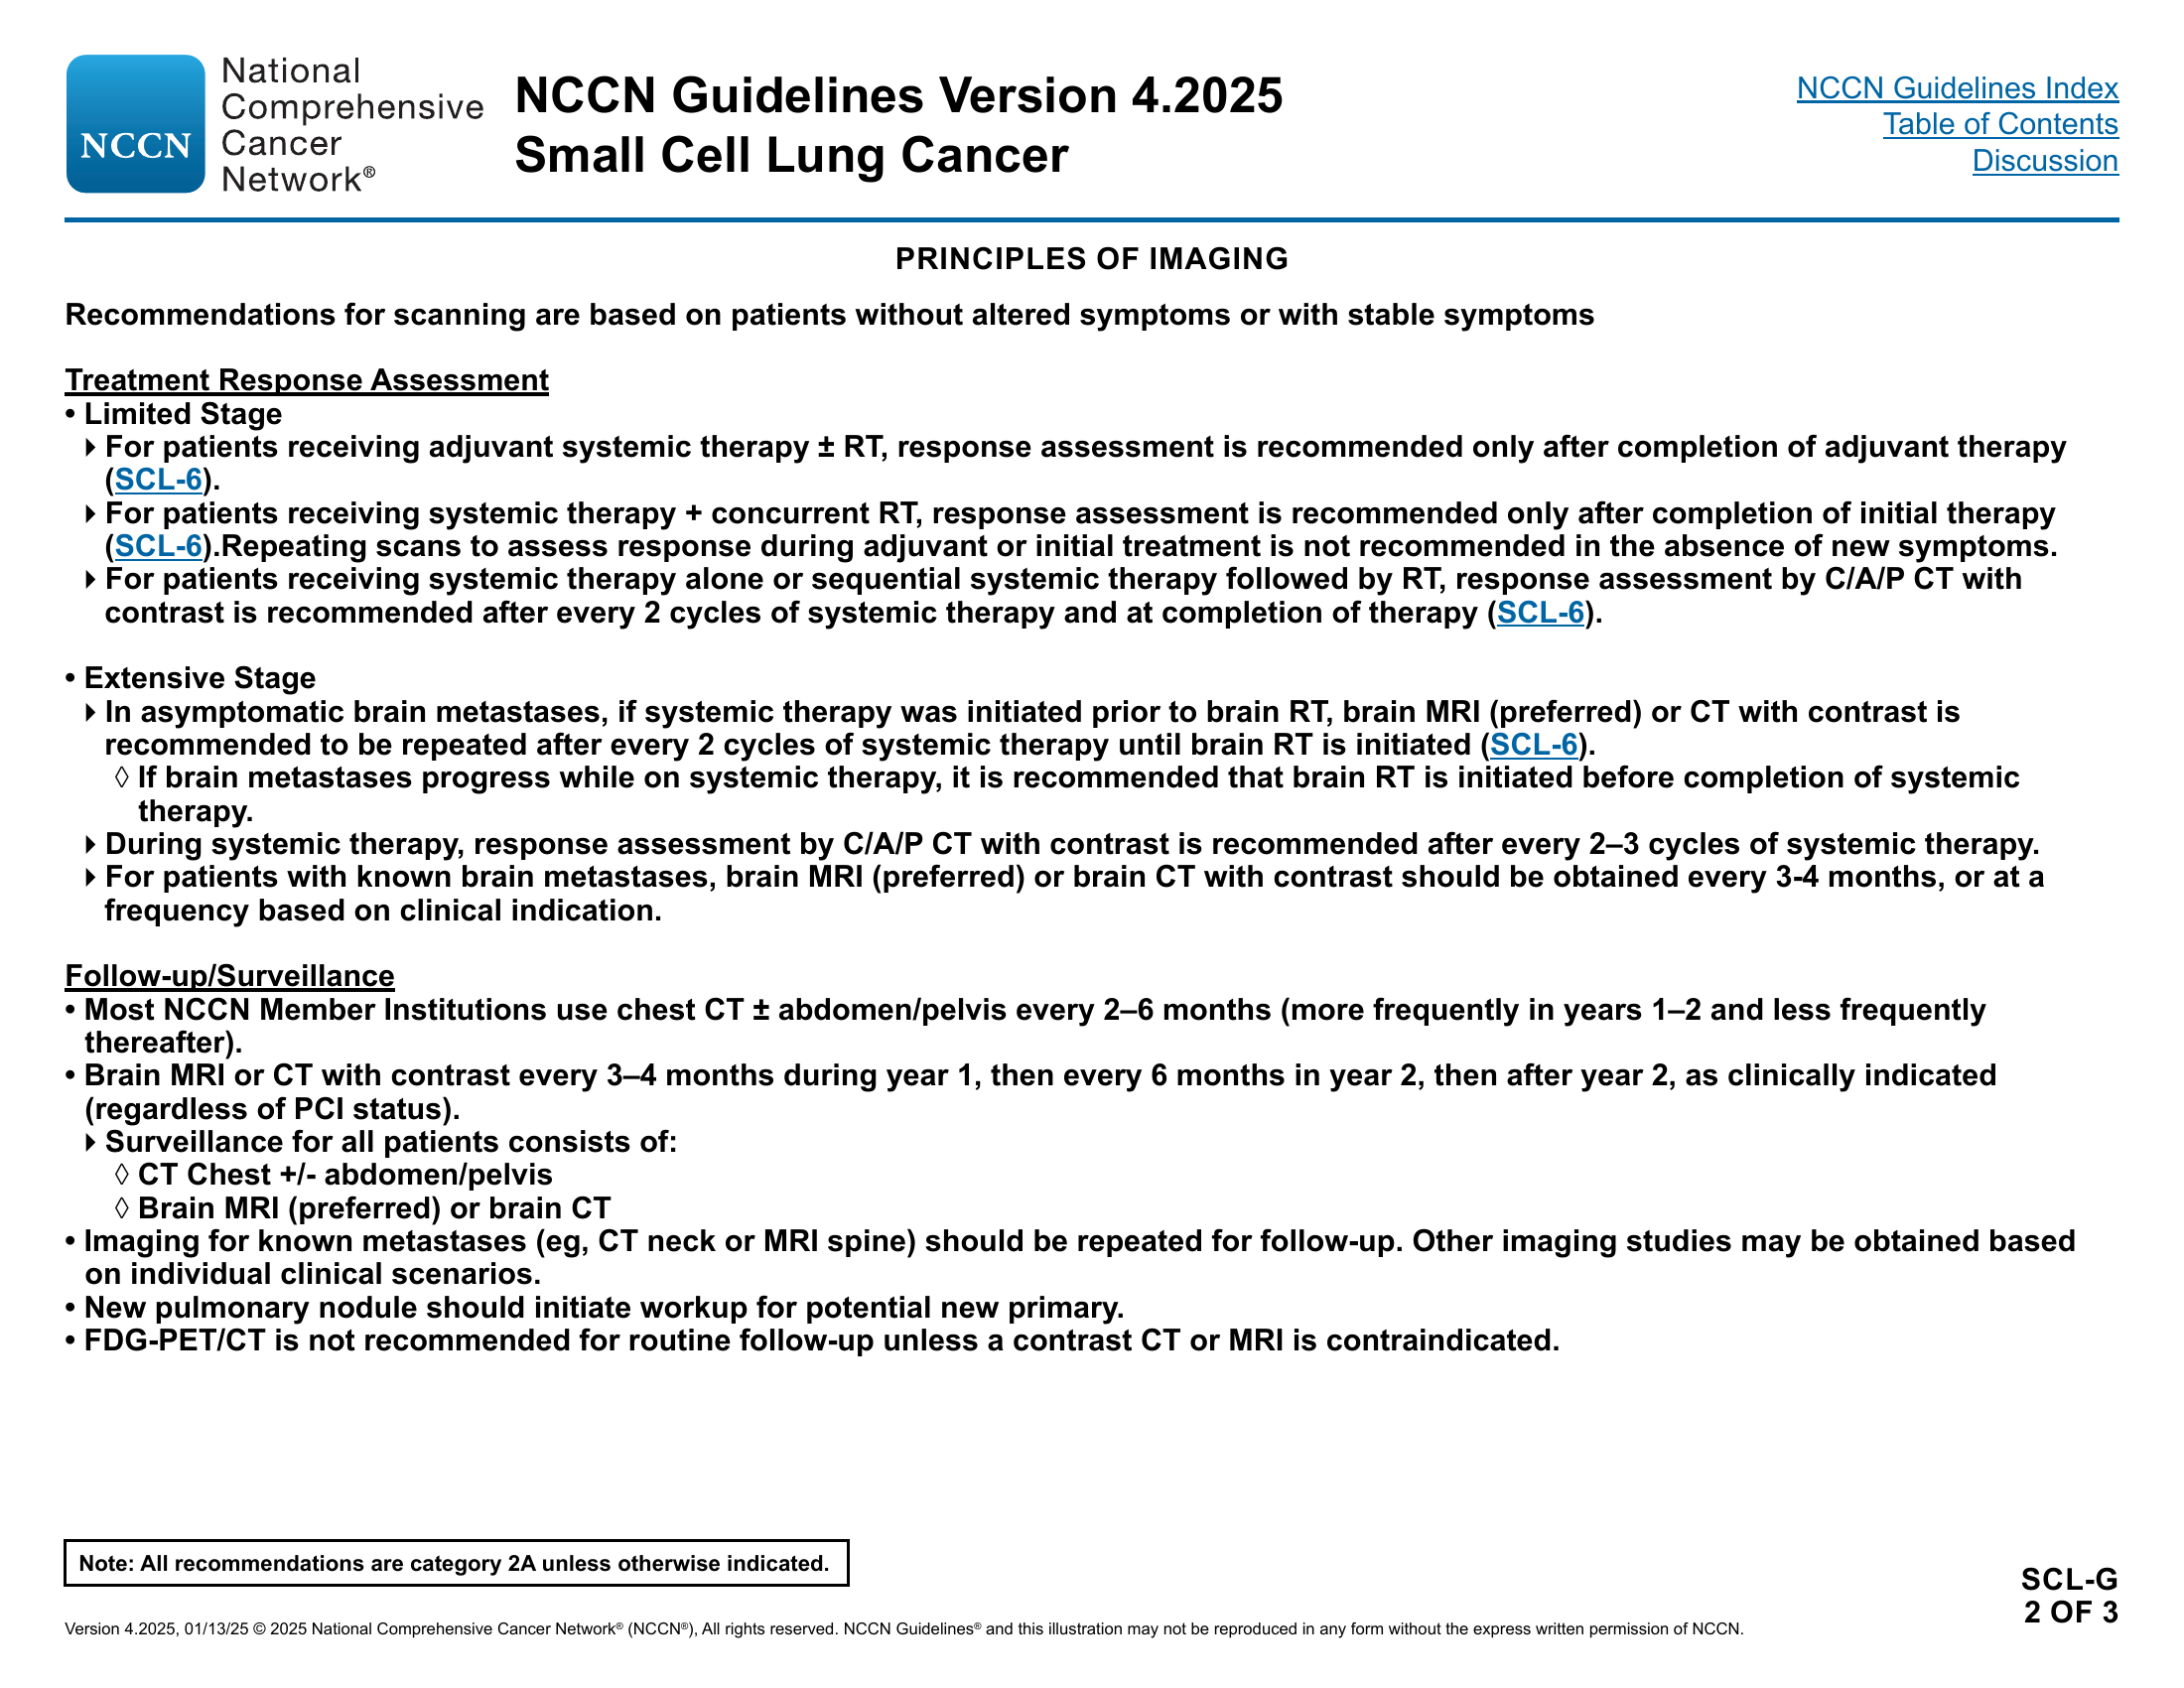 NCCN
National
Comprehensive
Cancer
Network®
NCCN Guidelines Version 4.2025
Small Cell Lung Cancer
NCCN Guidelines Index
Table of Contents
Discussion
PRINCIPLES OF IMAGING
Recommendations for scanning are based on patients without altered symptoms or with stable symptoms
Treatment Response Assessment
• Limited Stage
▸ For patients receiving adjuvant systemic therapy ± RT, response assessment is recommended only after completion of adjuvant therapy
(SCL-6).
▸ For patients receiving systemic therapy + concurrent RT, response assessment is recommended only after completion of initial therapy
(SCL-6).Repeating scans to assess response during adjuvant or initial treatment is not recommended in the absence of new symptoms.
▸ For patients receiving systemic therapy alone or sequential systemic therapy followed by RT, response assessment by C/A/P CT with
contrast is recommended after every 2 cycles of systemic therapy and at completion of therapy (SCL-6).
• Extensive Stage
▸ In asymptomatic brain metastases, if systemic therapy was initiated prior to brain RT, brain MRI (preferred) or CT with contrast is
recommended to be repeated after every 2 cycles of systemic therapy until brain RT is initiated (SCL-6).
◊ If brain metastases progress while on systemic therapy, it is recommended that brain RT is initiated before completion of systemic
therapy.
▸ During systemic therapy, response assessment by C/A/P CT with contrast is recommended after every 2–3 cycles of systemic therapy.
▸ For patients with known brain metastases, brain MRI (preferred) or brain CT with contrast should be obtained every 3-4 months, or at a
frequency based on clinical indication.
Follow-up/Surveillance
• Most NCCN Member Institutions use chest CT ± abdomen/pelvis every 2–6 months (more frequently in years 1–2 and less frequently
thereafter).
• Brain MRI or CT with contrast every 3–4 months during year 1, then every 6 months in year 2, then after year 2, as clinically indicated
(regardless of PCI status).
▸ Surveillance for all patients consists of:
◊ CT Chest +/- abdomen/pelvis
◊ Brain MRI (preferred) or brain CT
• Imaging for known metastases (eg, CT neck or MRI spine) should be repeated for follow-up. Other imaging studies may be obtained based
on individual clinical scenarios.
• New pulmonary nodule should initiate workup for potential new primary.
• FDG-PET/CT is not recommended for routine follow-up unless a contrast CT or MRI is contraindicated.
Note: All recommendations are category 2A unless otherwise indicated.
SCL-G
2 OF 3
Version 4.2025, 01/13/25 © 2025 National Comprehensive Cancer Network® (NCCN®), All rights reserved. NCCN Guidelines® and this illustration may not be reproduced in any form without the express written permission of NCCN.